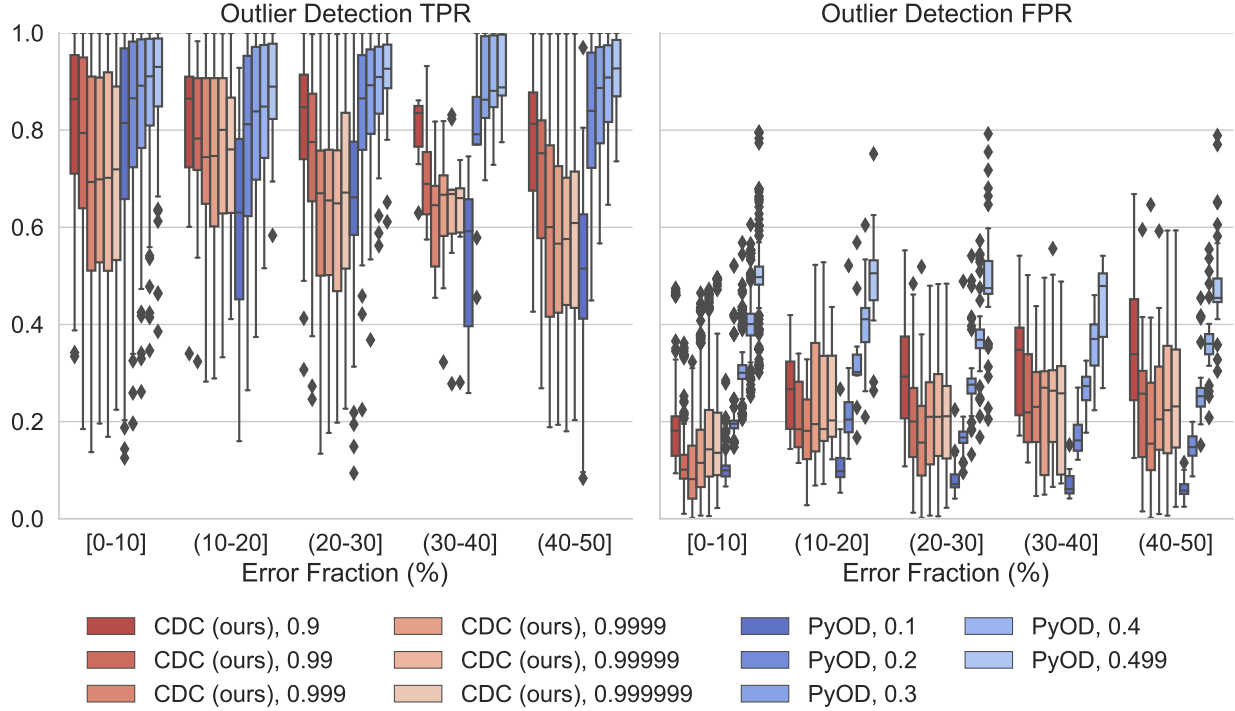 Outlier Detection TPR
Outlier Detection FPR
1.0
0.8
0.6
0.4
0.2
0.0
[0-10] (10-20] (20-30] (30-40] (40-50]
[0-10] (10-20] (20-30] (30-40] (40-50]
Error Fraction (%)
Error Fraction (%)
CDC (ours), 0.9
CDC (ours), 0.99
CDC (ours), 0.999
CDC (ours), 0.9999
CDC (ours), 0.99999
CDC (ours), 0.999999
PyOD, 0.1
PyOD, 0.2
PyOD, 0.3
PyOD, 0.4
PyOD, 0.499